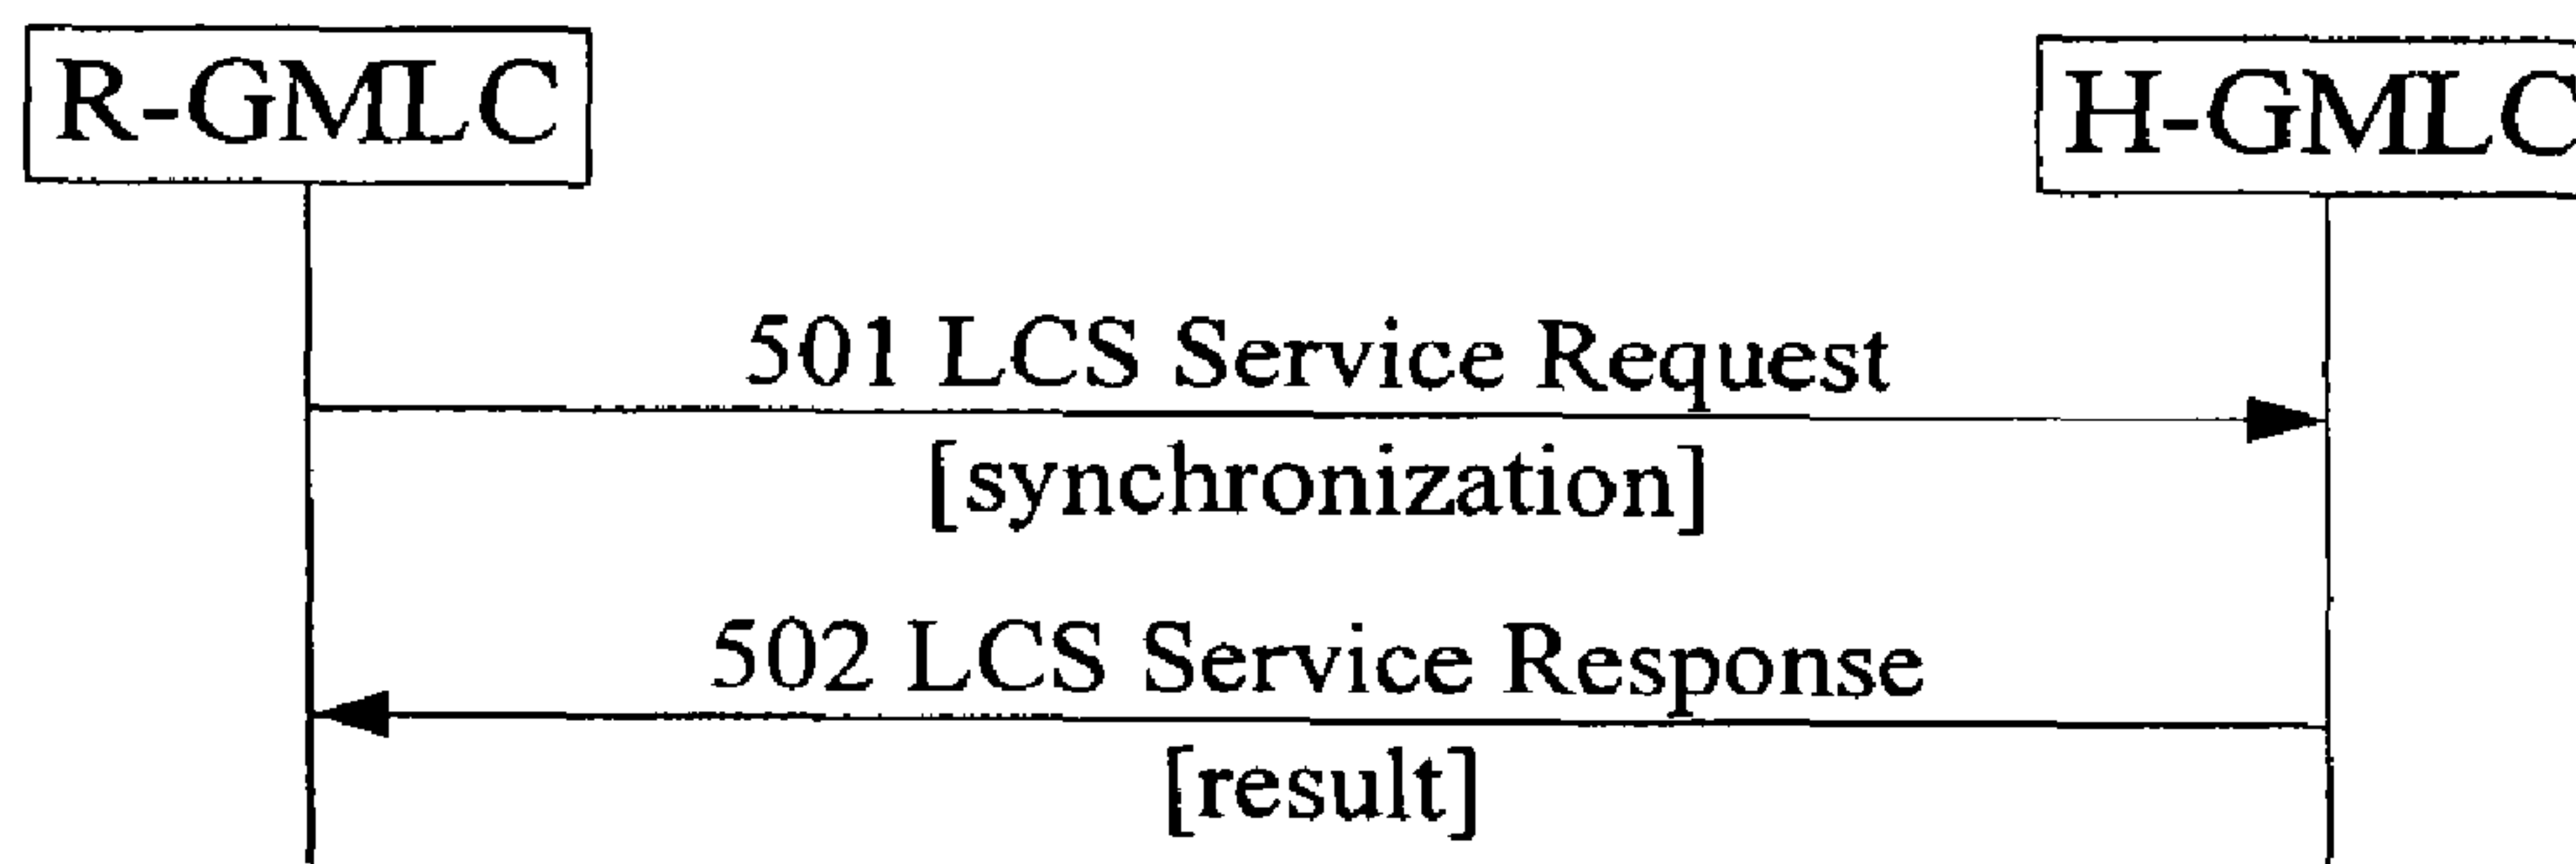 R-GMLC
H-GMLC
501 LCS Service Request
[synchronization]
502 LCS Service Response
[result]